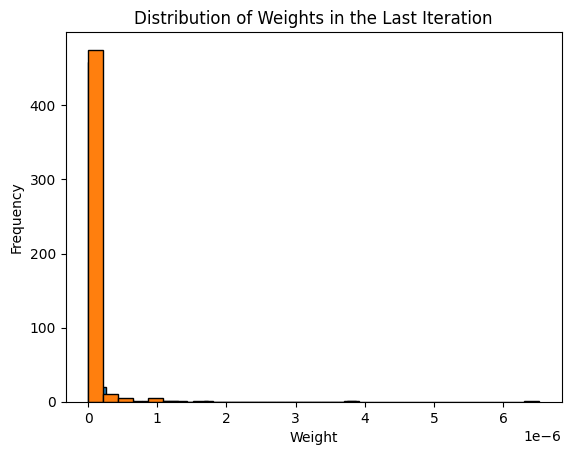 Distribution of Weights in the Last Iteration
Frequency
400
300
200
100
0
0 1 2 3 4 5 6
1e−6
Weight